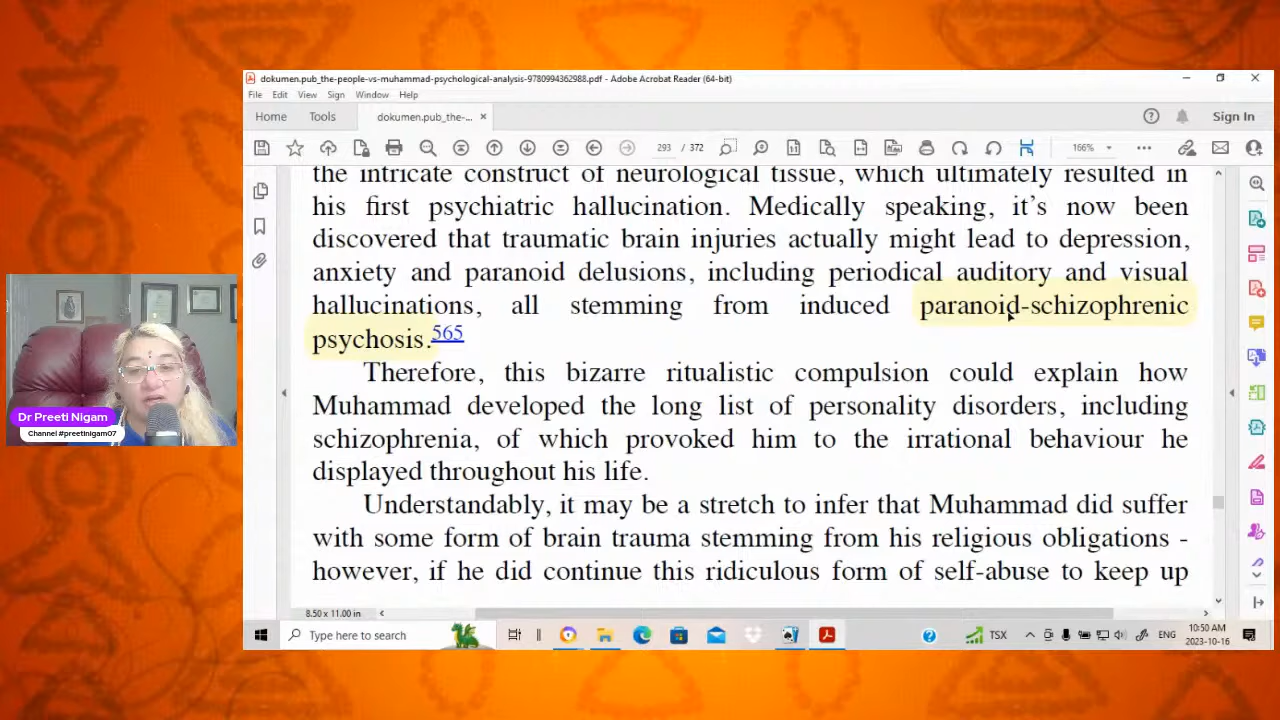 dokumen.pub_the-people-vs-muhammad-psychological-analysis-9780994362988.pdf - Adobe Acrobat Reader (64-bit)
File Edit View Sign Window Help
Home Tools dokumen.pub_the-... × Sign In
293 / 372 166%
the intricate construct of neurological tissue, which ultimately resulted in
his first psychiatric hallucination. Medically speaking, it's now been
discovered that traumatic brain injuries actually might lead to depression,
anxiety and paranoid delusions, including periodical auditory and visual
hallucinations, all stemming from induced paranoid-schizophrenic
psychosis.565
Therefore, this bizarre ritualistic compulsion could explain how
Muhammad developed the long list of personality disorders, including
schizophrenia, of which provoked him to the irrational behaviour he
displayed throughout his life.
Understandably, it may be a stretch to infer that Muhammad did suffer
with some form of brain trauma stemming from his religious obligations -
however, if he did continue this ridiculous form of self-abuse to keep up
8.50 x 11.00 in
Dr Preeti Nigam
Channel #preetinigam07
Type here to search
TSX
ENG
10:50 AM
2023-10-16